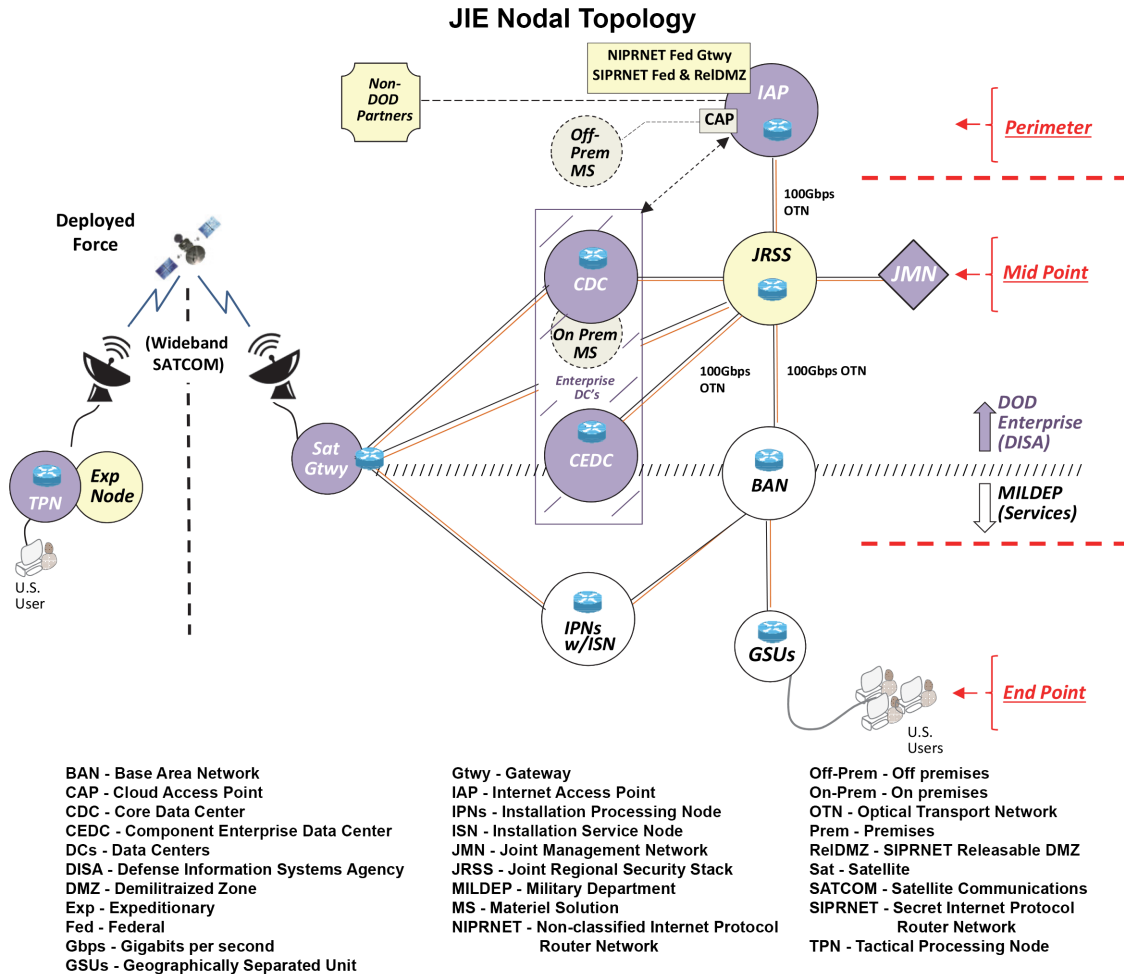 JIE Nodal Topology
NIPRNET Fed Gtwy
SIPRNET Fed & RelDMZ
Non-
DOD
Partners
IAP
CAP
Off-
Prem
MS
Perimeter
100Gbps
OTN
Deployed
Force
CDC
JRSS
JMN
Mid Point
(Wideband
SATCOM)
On Prem
MS
100Gbps
OTN
100Gbps OTN
Enterprise
DC's
DOD
Enterprise
(DISA)
Sat
Gtwy
CEDC
BAN
TPN
Exp
Node
MILDEP
(Services)
U.S.
User
IPNs
w/ISN
GSUs
End Point
U.S.
Users
BAN - Base Area Network
CAP - Cloud Access Point
CDC - Core Data Center
CEDC - Component Enterprise Data Center
DCs - Data Centers
DISA - Defense Information Systems Agency
DMZ - Demilitraized Zone
Exp - Expeditionary
Fed - Federal
Gbps - Gigabits per second
GSUs - Geographically Separated Unit
Gtwy - Gateway
IAP - Internet Access Point
IPNs - Installation Processing Node
ISN - Installation Service Node
JMN - Joint Management Network
JRSS - Joint Regional Security Stack
MILDEP - Military Department
MS - Materiel Solution
NIPRNET - Non-classified Internet Protocol
Router Network
Off-Prem - Off premises
On-Prem - On premises
OTN - Optical Transport Network
Prem - Premises
RelDMZ - SIPRNET Releasable DMZ
Sat - Satellite
SATCOM - Satellite Communications
SIPRNET - Secret Internet Protocol
Router Network
TPN - Tactical Processing Node